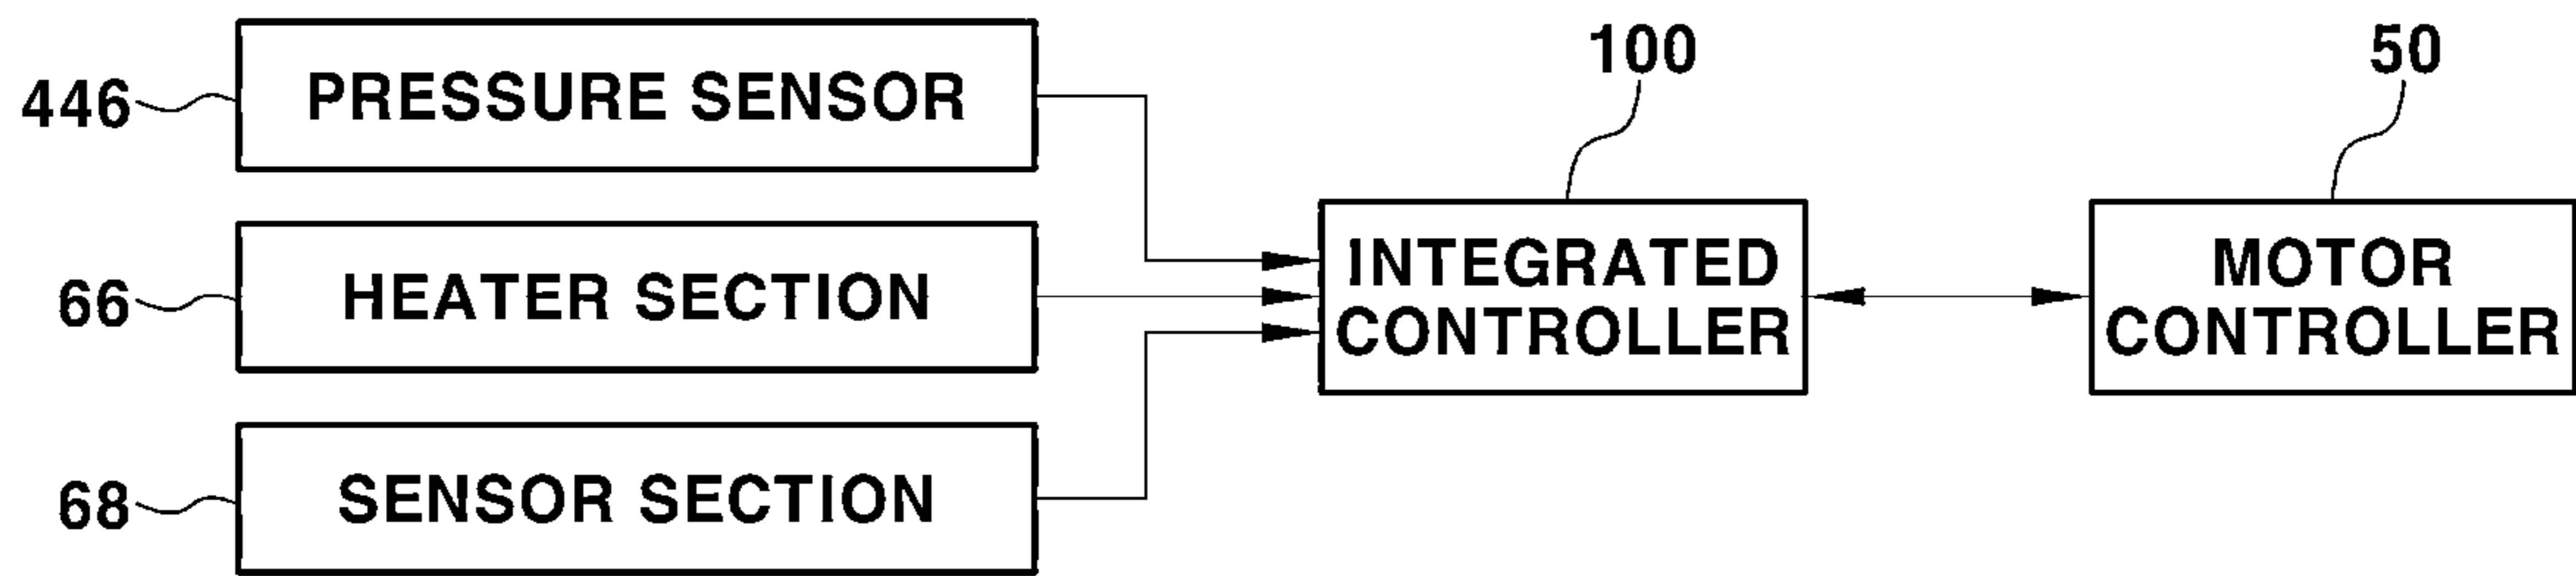 446
PRESSURE SENSOR
66
HEATER SECTION
68
SENSOR SECTION
100
INTEGRATED
CONTROLLER
50
MOTOR
CONTROLLER